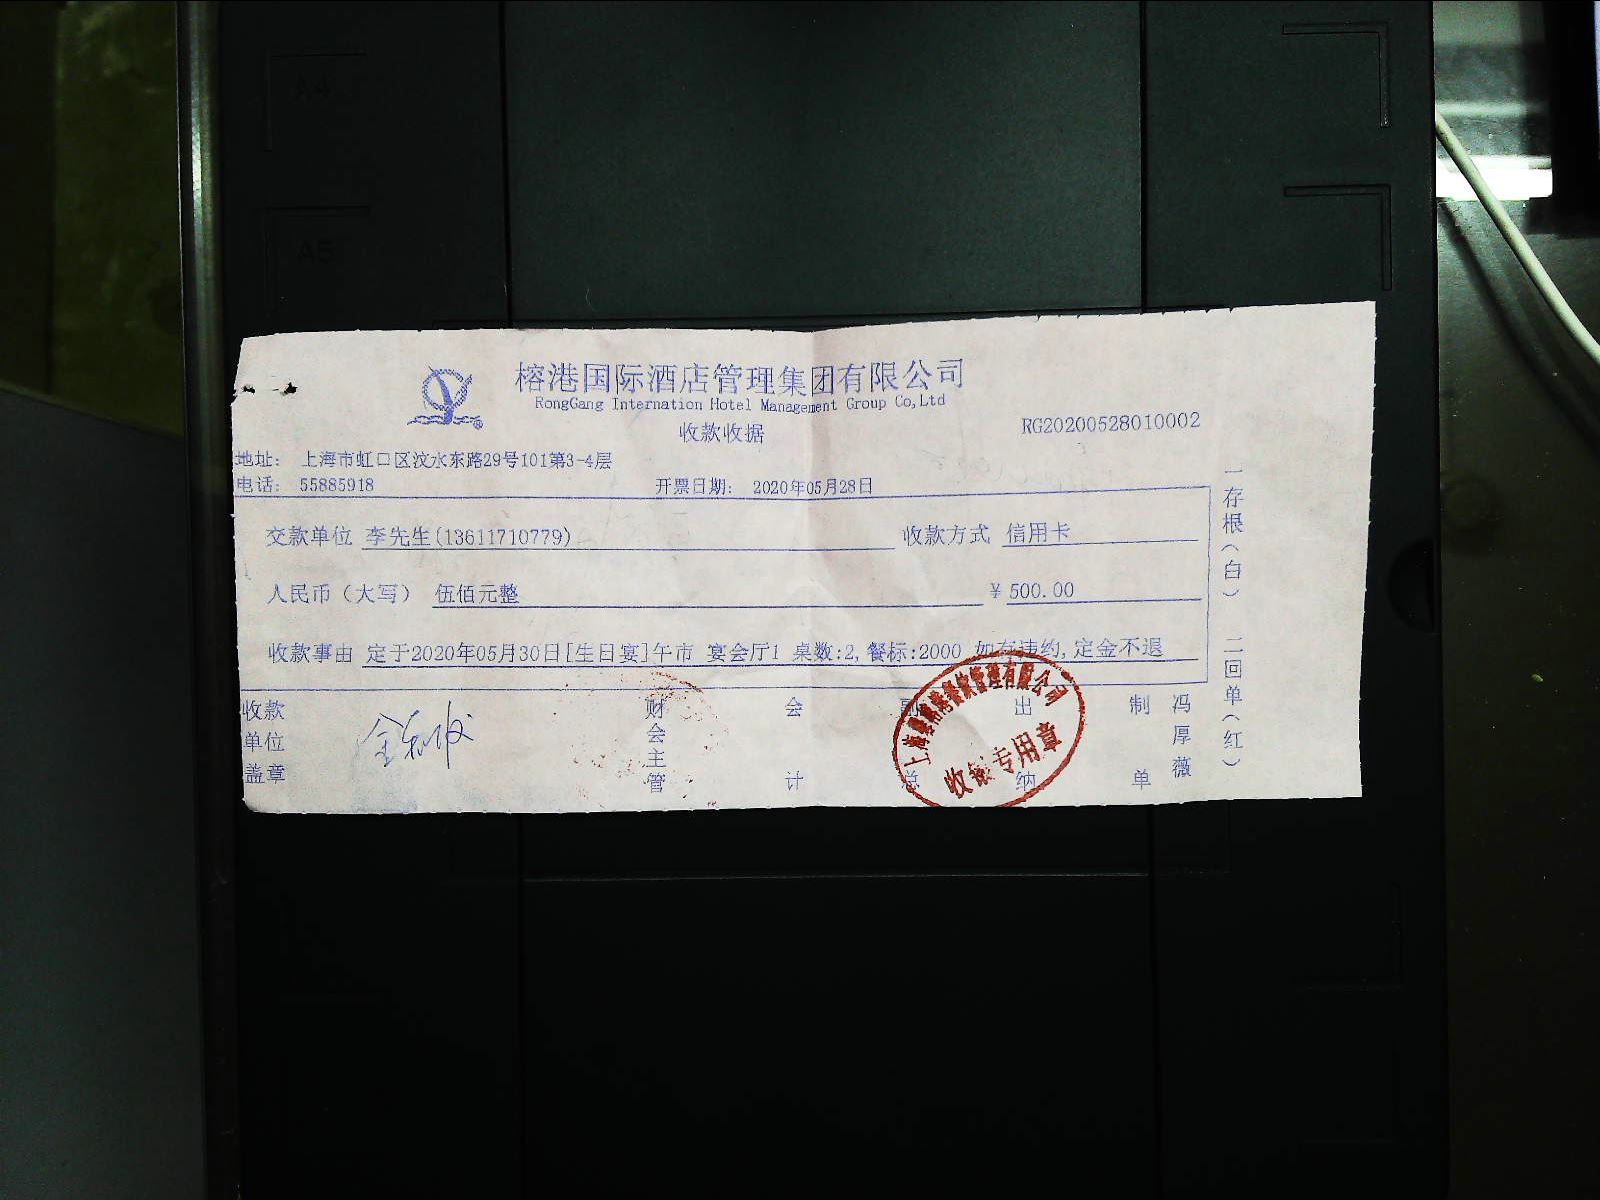 A4
A5
榕港国际酒店管理集团有限公司
RongGang Internation Hotel Management Group Co,Ltd
收款收据
RG20200528010002
地址： 上海市虹口区汶水东路29号101第3-4层
电话： 55885918
开票日期： 2020年05月28日
交款单位 李先生(13611710779)
收款方式 信用卡
人民币（大写） 伍佰元整
￥500.00
收款事由 定于2020年05月30日[生日宴]午市 宴会厅1 桌数:2,餐标:2000 如有违约,定金不退
收款单位盖章
财会主管
会计
副总
出纳
制单
冯厚薇
收银专用章
一存根（白） 二回单（红）